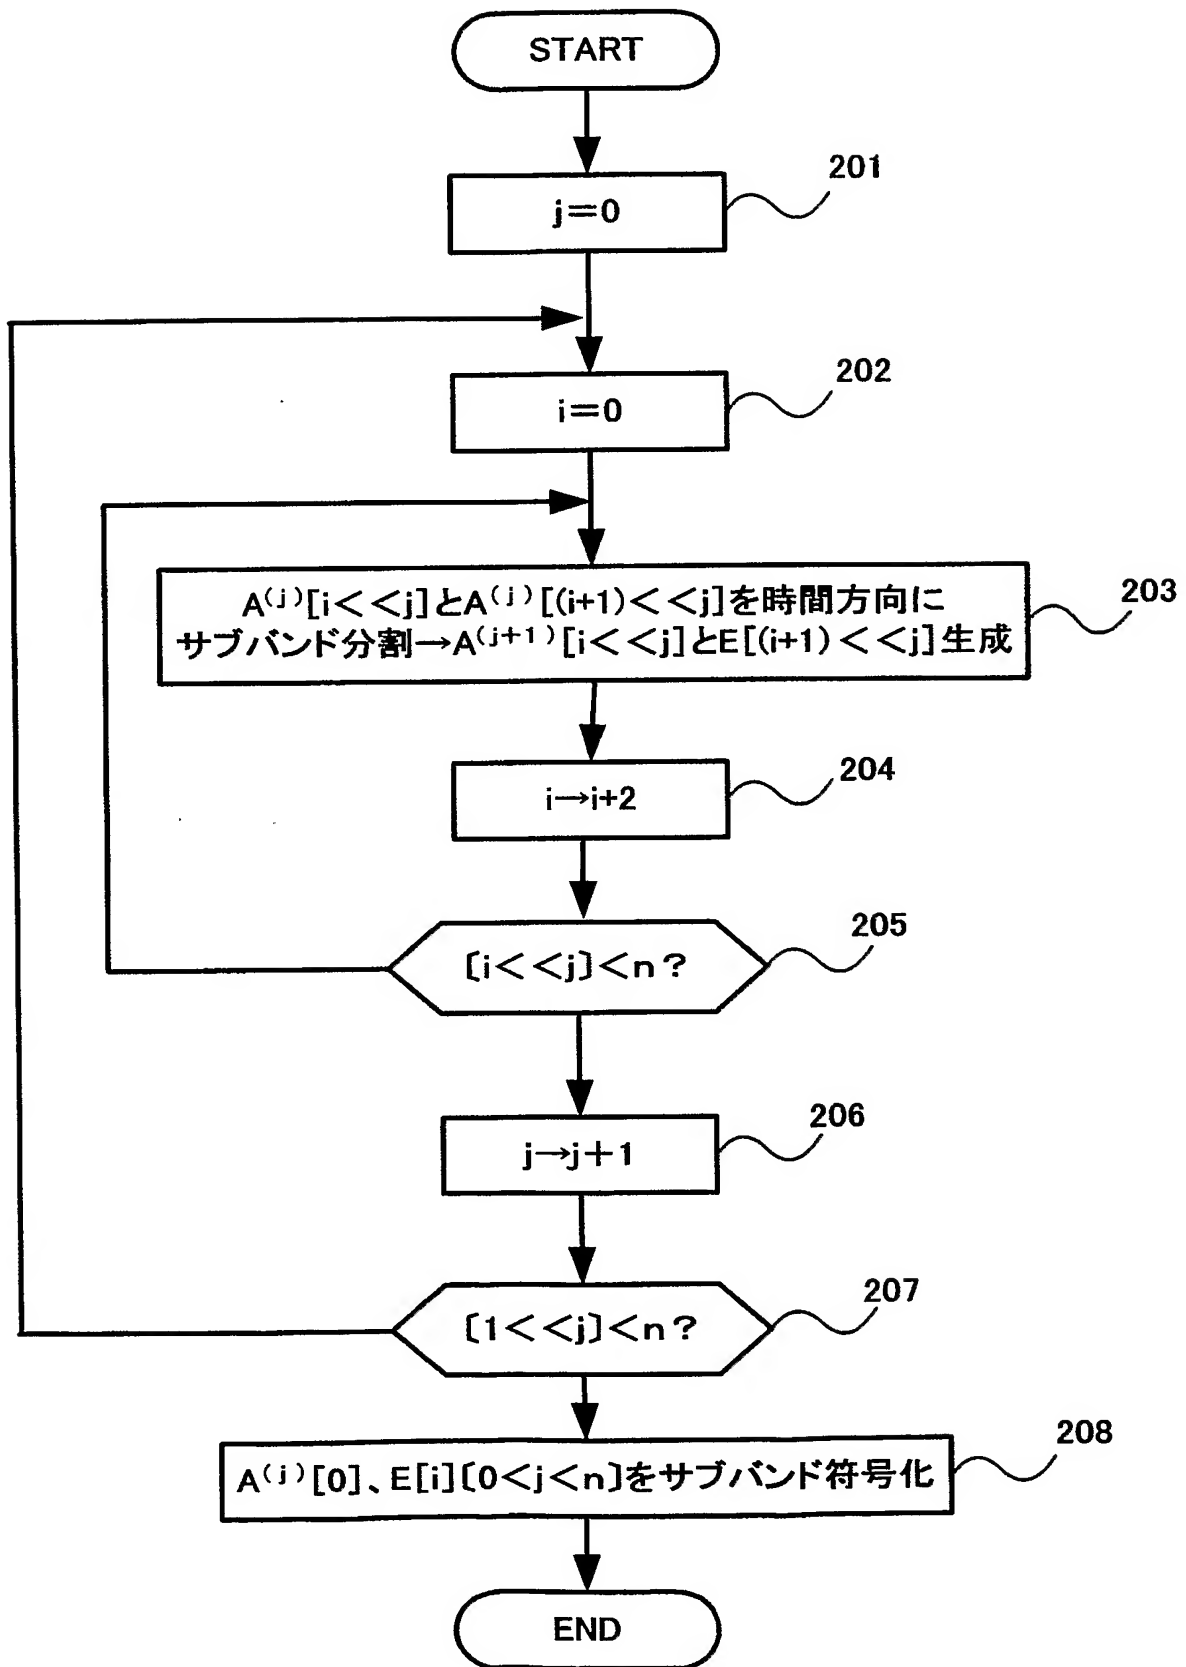 START
201
j=0
202
i=0
203
A(j)[i<<j]とA(j)[(i+1)<<j]を時間方向に
サブバンド分割→A(j+1)[i<<j]とE[(i+1)<<j]生成
204
i→i+2
205
〔i<<j〕<n?
206
j→j+1
207
〔1<<j〕<n?
208
A(j)[0]、E[i]〔0<j<n〕をサブバンド符号化
END